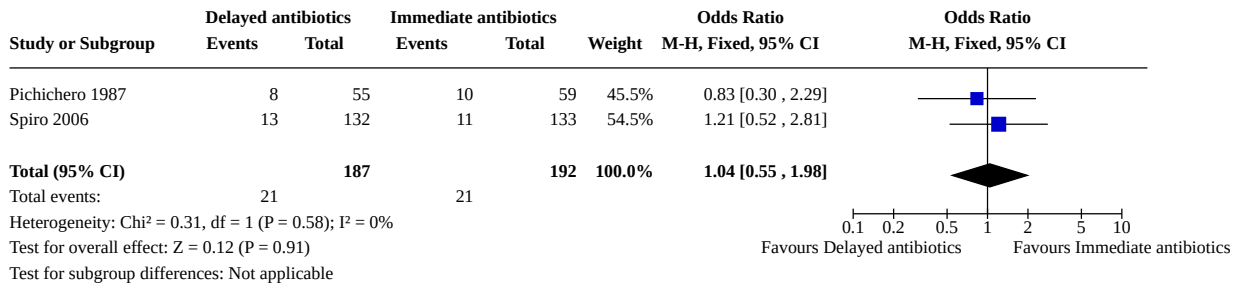 Delayed antibiotics Immediate antibiotics Odds Ratio Odds Ratio
Study or Subgroup Events Total Events Total Weight M-H, Fixed, 95% CI M-H, Fixed, 95% CI
Pichichero 1987 8 55 10 59 45.5% 0.83 [0.30 , 2.29]
Spiro 2006 13 132 11 133 54.5% 1.21 [0.52 , 2.81]
Total (95% CI) 187 192 100.0% 1.04 [0.55 , 1.98]
Total events: 21 21
Heterogeneity: Chi² = 0.31, df = 1 (P = 0.58); I² = 0%
0.1 0.2 0.5 1 2 5 10
Test for overall effect: Z = 0.12 (P = 0.91) Favours Delayed antibiotics Favours Immediate antibiotics
Test for subgroup differences: Not applicable